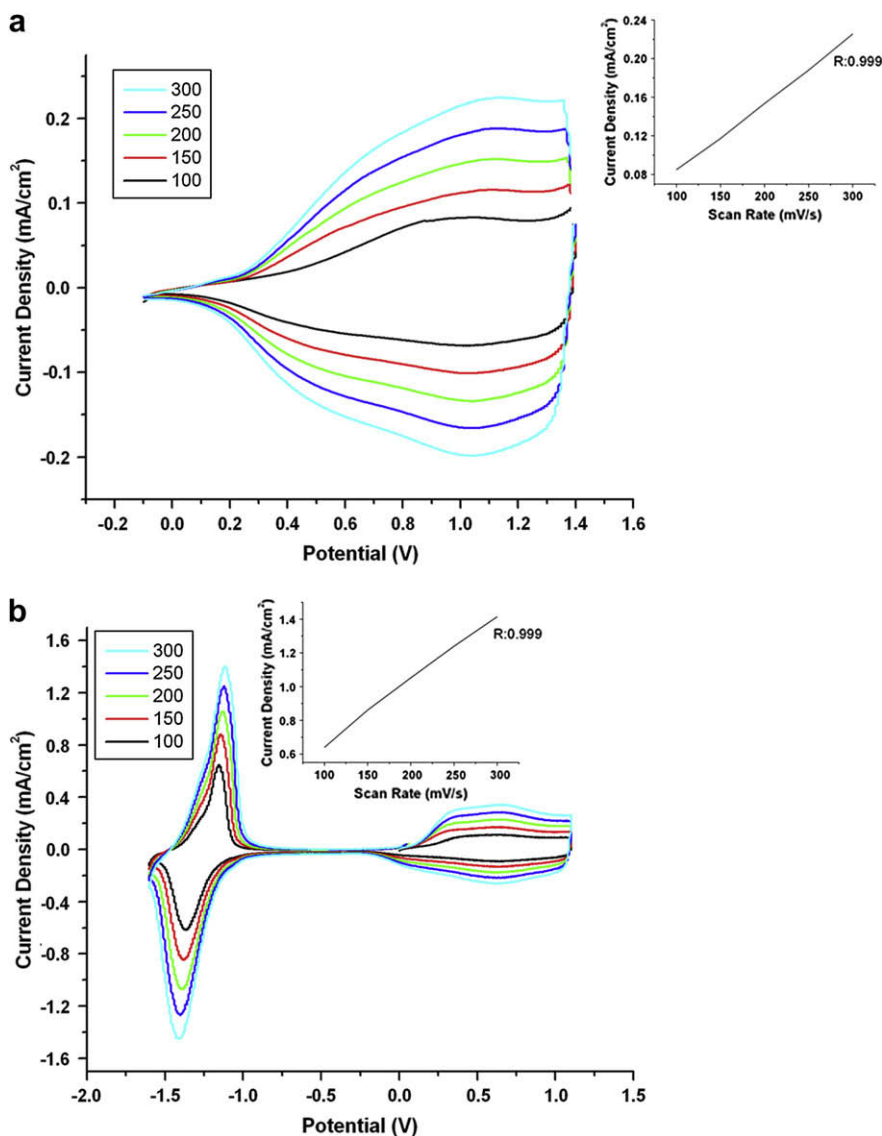 a
300
250
200
150
100
Current Density (mA/cm²)
0.2
0.1
0.0
-0.1
-0.2
-0.2 0.0 0.2 0.4 0.6 0.8 1.0 1.2 1.4 1.6
Potential (V)
Current Density (mA/cm²)
0.24
0.20
0.16
0.12
0.08
R:0.999
100 150 200 250 300
Scan Rate (mV/s)
b
300
250
200
150
100
Current Density (mA/cm²)
1.6
1.2
0.8
0.4
0.0
-0.4
-0.8
-1.2
-1.6
-2.0 -1.5 -1.0 -0.5 0.0 0.5 1.0 1.5
Potential (V)
Current Density (mA/cm²)
1.4
1.2
1.0
0.8
0.6
R:0.999
100 150 200 250 300
Scan Rate (mV/s)